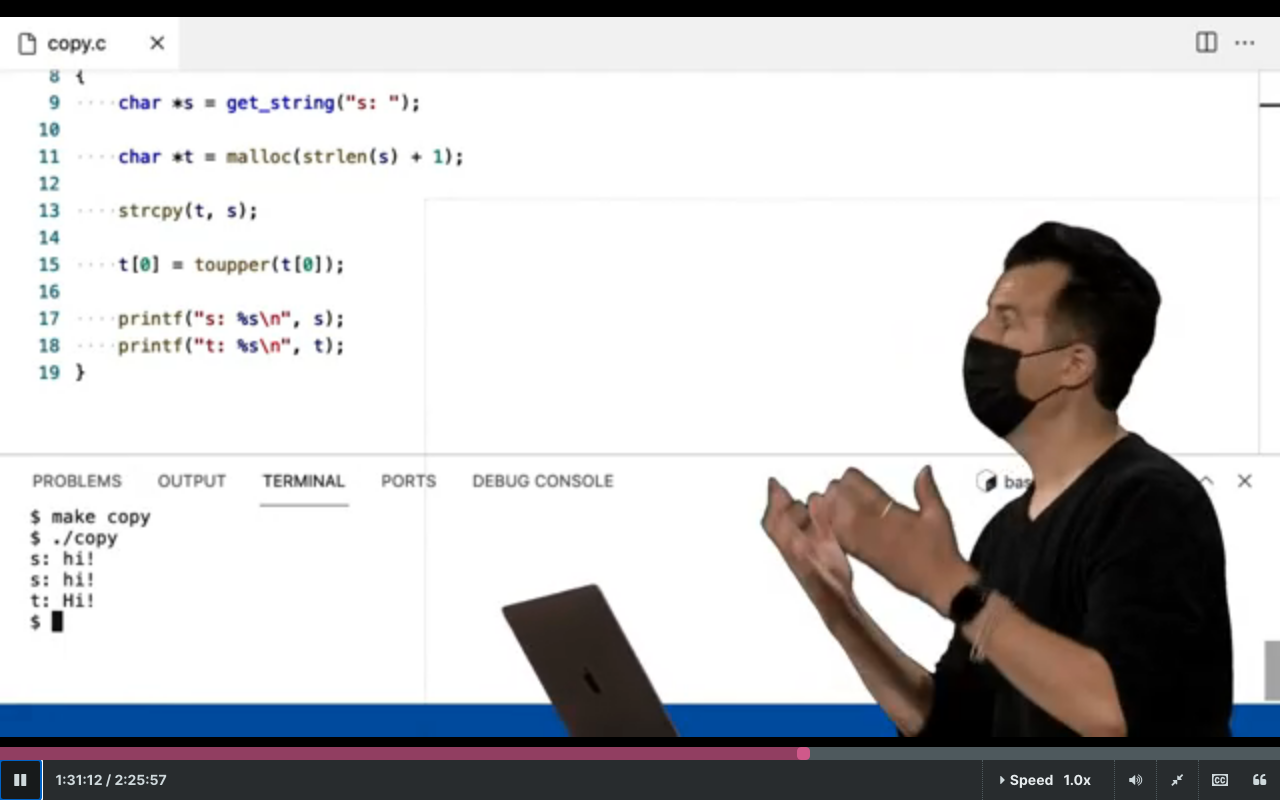 copy.c
8 {
9 char *s = get_string("s: ");
10
11 char *t = malloc(strlen(s) + 1);
12
13 strcpy(t, s);
14
15 t[0] = toupper(t[0]);
16
17 printf("s: %s\n", s);
18 printf("t: %s\n", t);
19 }
PROBLEMS OUTPUT TERMINAL PORTS DEBUG CONSOLE
$ make copy
$ ./copy
s: hi!
s: hi!
t: Hi!
$
1:31:12 / 2:25:57 Speed 1.0x CC